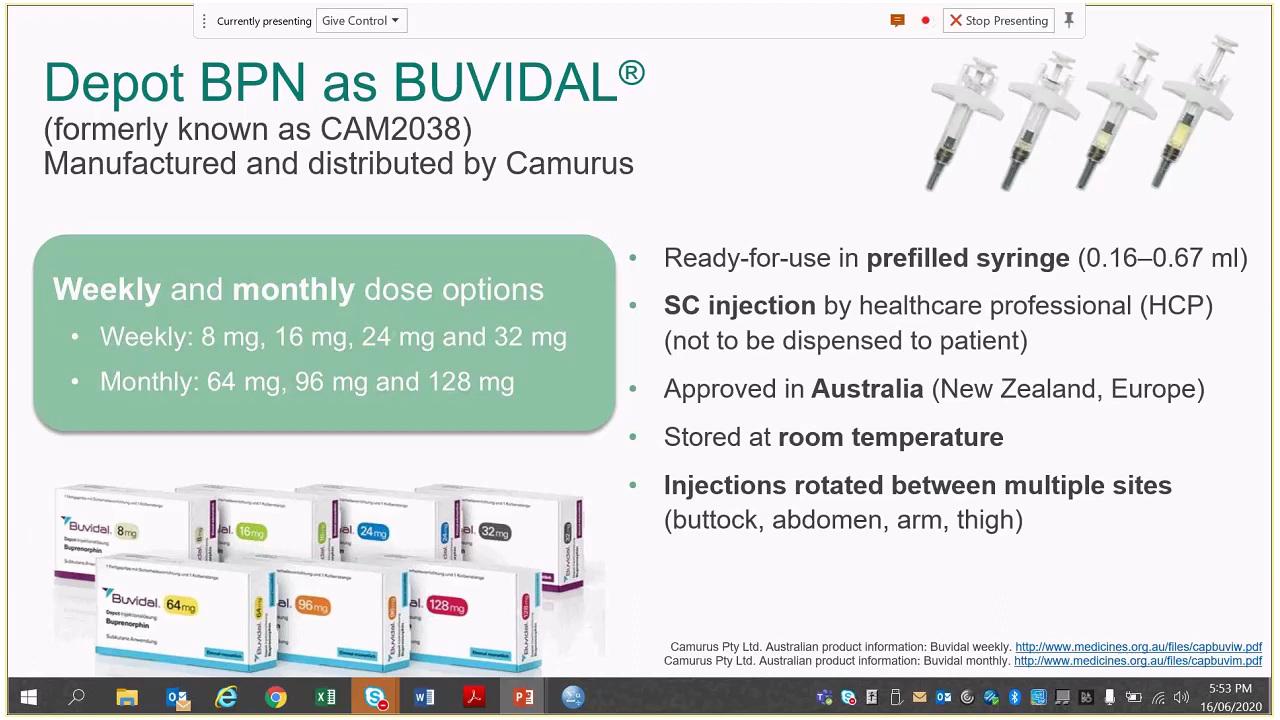 Currently presenting
Give Control
Stop Presenting
Depot BPN as BUVIDAL®
(formerly known as CAM2038)
Manufactured and distributed by Camurus
Weekly and monthly dose options
• Weekly: 8 mg, 16 mg, 24 mg and 32 mg
• Monthly: 64 mg, 96 mg and 128 mg
• Ready-for-use in prefilled syringe (0.16–0.67 ml)
• SC injection by healthcare professional (HCP)
(not to be dispensed to patient)
• Approved in Australia (New Zealand, Europe)
• Stored at room temperature
• Injections rotated between multiple sites
(buttock, abdomen, arm, thigh)
Buvidal. 8mg
Buprenorphin
16mg
24mg
32mg
Buvidal. 64mg
Depot-Injektionslösung
Buprenorphin
Subkutane Anwendung
64mg
96mg
128mg
Camurus Pty Ltd. Australian product information: Buvidal weekly. http://www.medicines.org.au/files/capbuviw.pdf
Camurus Pty Ltd. Australian product information: Buvidal monthly. http://www.medicines.org.au/files/capbuvim.pdf
5:53 PM
16/06/2020